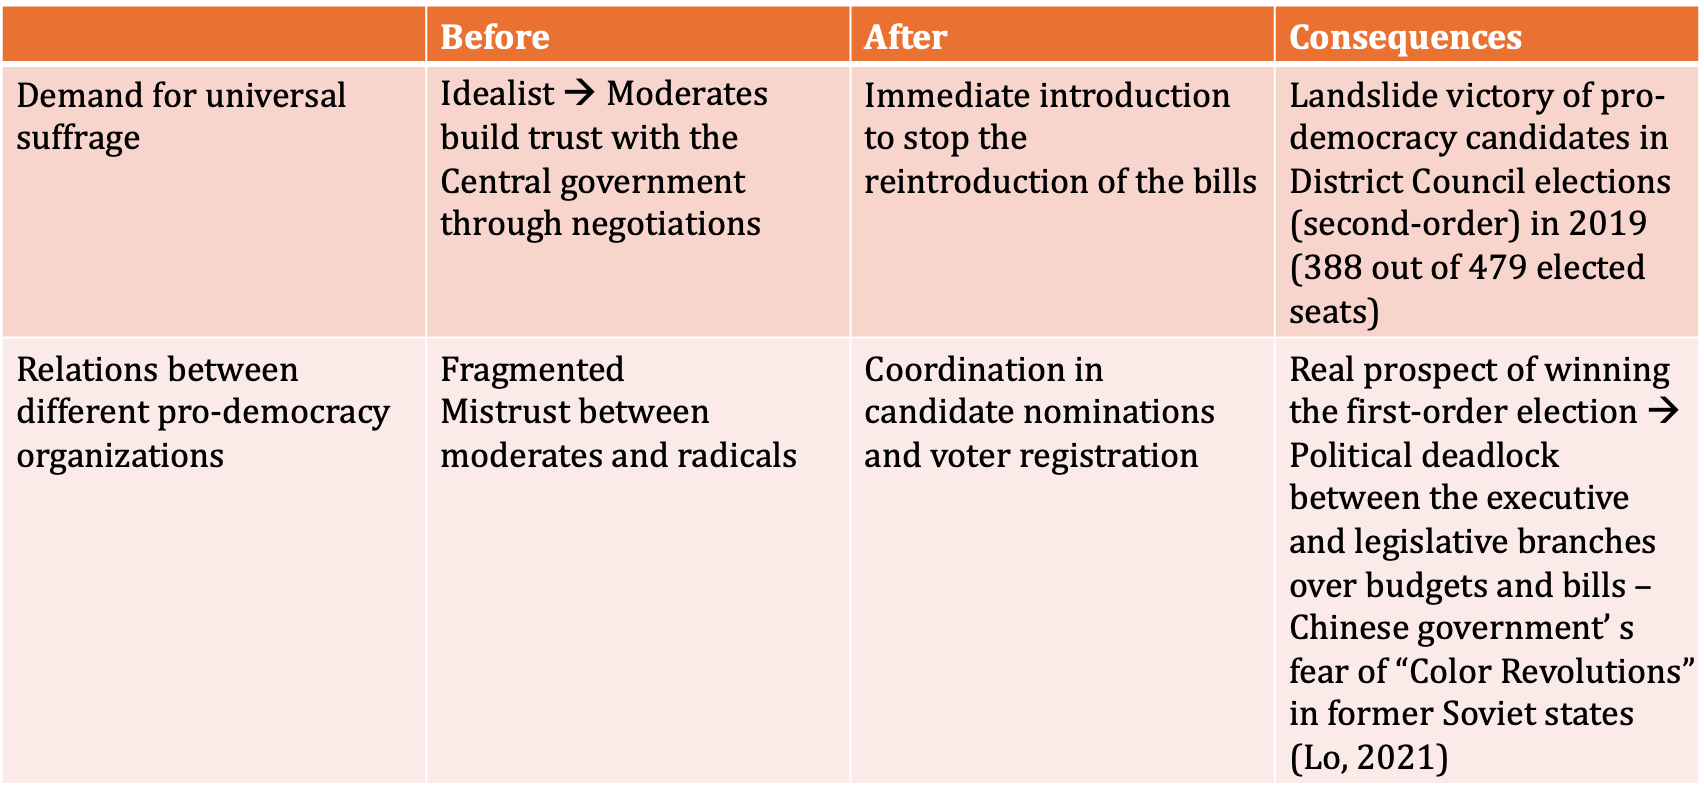 Before
After
Consequences
Demand for universal
suffrage
Idealist → Moderates
build trust with the
Central government
through negotiations
Immediate introduction
to stop the
reintroduction of the bills
Landslide victory of pro-
democracy candidates in
District Council elections
(second-order) in 2019
(388 out of 479 elected
seats)
Relations between
different pro-democracy
organizations
Fragmented
Mistrust between
moderates and radicals
Coordination in
candidate nominations
and voter registration
Real prospect of winning
the first-order election →
Political deadlock
between the executive
and legislative branches
over budgets and bills –
Chinese government’ s
fear of “Color Revolutions”
in former Soviet states
(Lo, 2021)